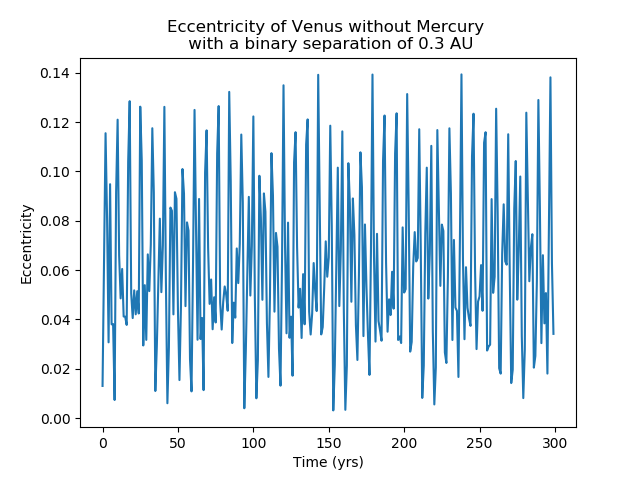 Eccentricity of Venus without Mercury
with a binary separation of 0.3 AU
Eccentricity
0.14
0.12
0.10
0.08
0.06
0.04
0.02
0.00
0 50 100 150 200 250 300
Time (yrs)